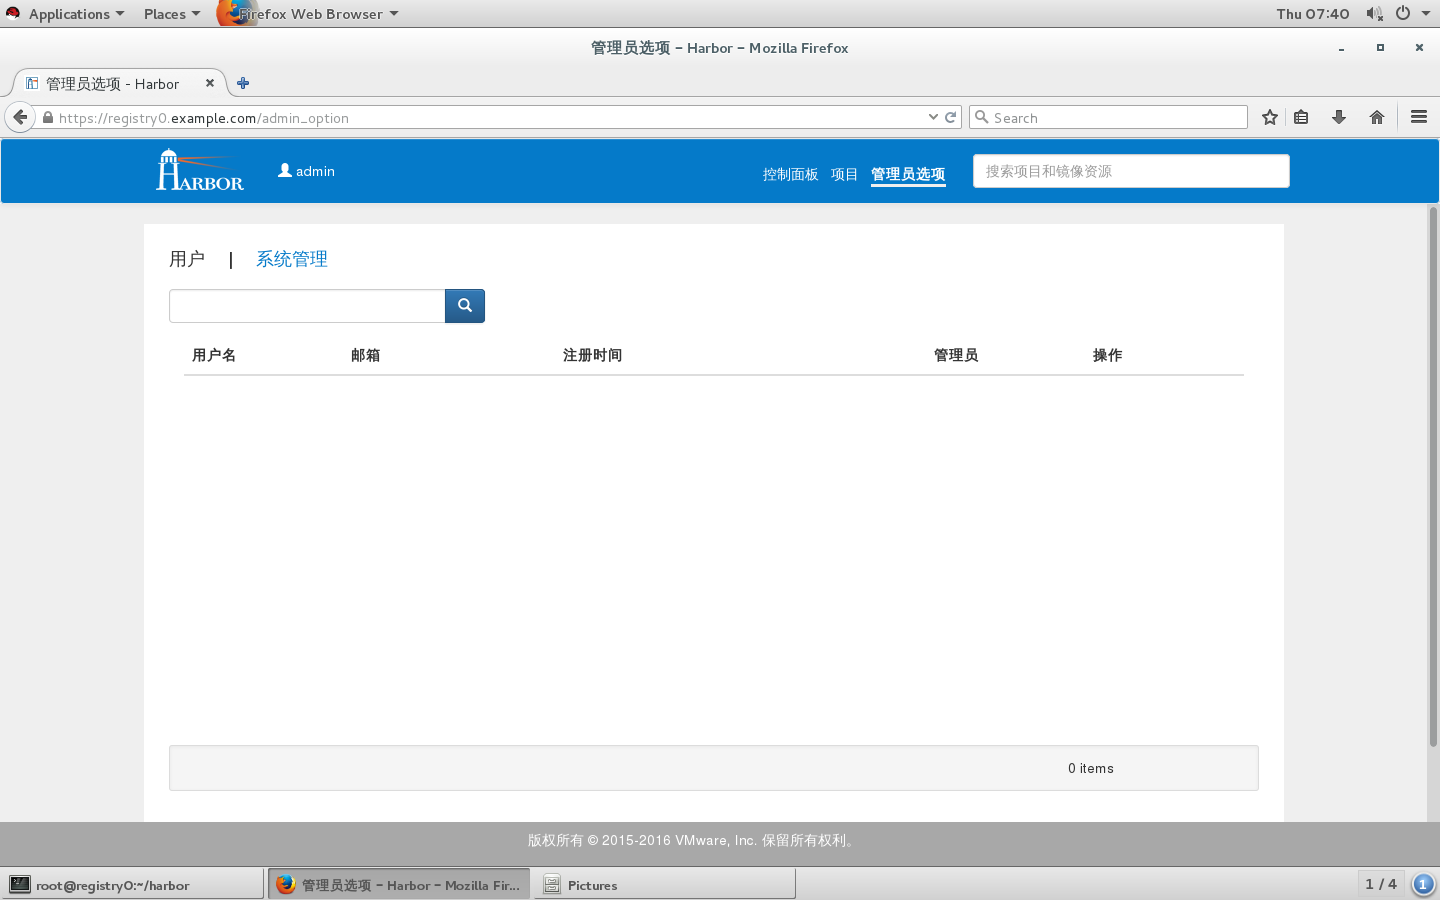 Applications Places Firefox Web Browser Thu 07:40
管理员选项 - Harbor - Mozilla Firefox
管理员选项 - Harbor
https://registry0.example.com/admin_option Search
HARBOR admin 控制面板 项目 管理员选项 搜索项目和镜像资源
用户 | 系统管理
用户名 邮箱 注册时间 管理员 操作
0 items
版权所有 © 2015-2016 VMware, Inc. 保留所有权利。
root@registry0:~/harbor 管理员选项 - Harbor - Mozilla Fir... Pictures 1 / 4 1